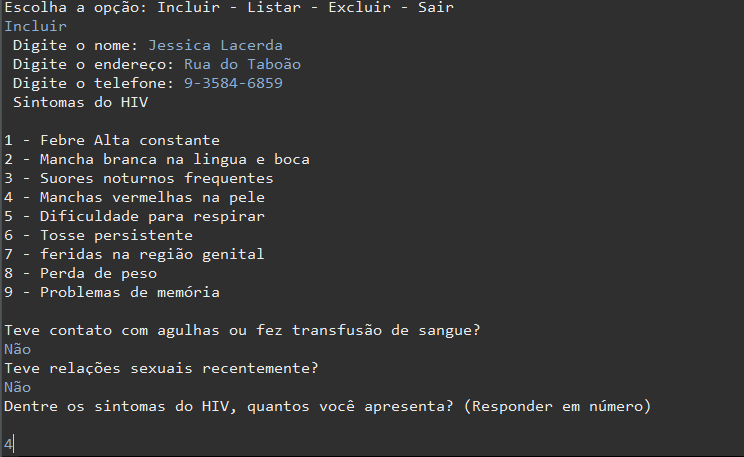 Escolha a opção: Incluir - Listar - Excluir - Sair
Incluir
Digite o nome: Jessica Lacerda
Digite o endereço: Rua do Taboão
Digite o telefone: 9-3584-6859
Sintomas do HIV
1 - Febre Alta constante
2 - Mancha branca na lingua e boca
3 - Suores noturnos frequentes
4 - Manchas vermelhas na pele
5 - Dificuldade para respirar
6 - Tosse persistente
7 - feridas na região genital
8 - Perda de peso
9 - Problemas de memória
Teve contato com agulhas ou fez transfusão de sangue?
Não
Teve relações sexuais recentemente?
Não
Dentre os sintomas do HIV, quantos você apresenta? (Responder em número)
4